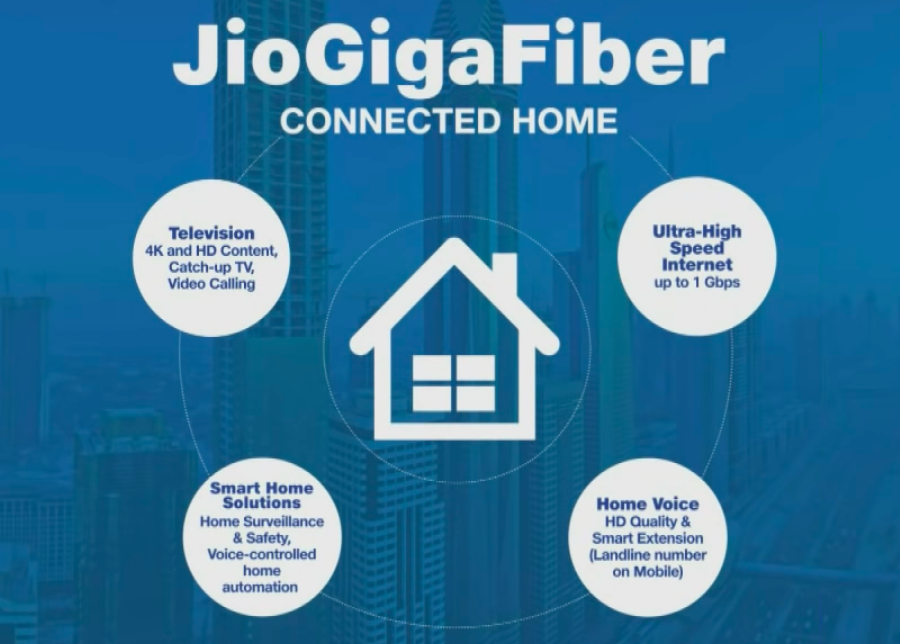 JioGigaFiber
CONNECTED HOME
Television
4K and HD Content,
Catch-up TV,
Video Calling
Ultra-High
Speed
Internet
up to 1 Gbps
Smart Home
Solutions
Home Surveillance
& Safety,
Voice-controlled
home
automation
Home Voice
HD Quality &
Smart Extension
(Landline number
on Mobile)